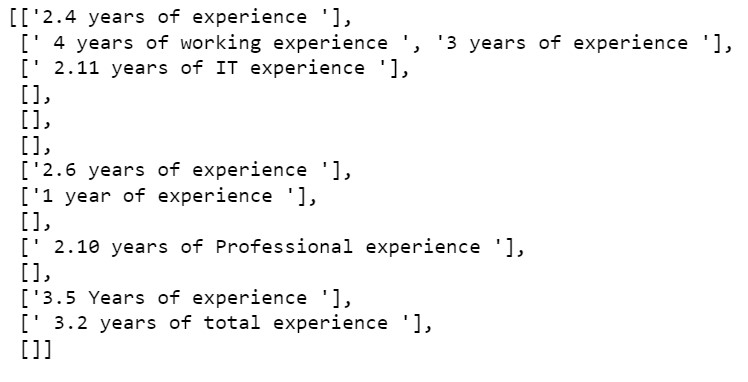 [['2.4 years of experience '],
[' 4 years of working experience ', '3 years of experience '],
[' 2.11 years of IT experience '],
[],
[],
[],
['2.6 years of experience '],
['1 year of experience '],
[],
[' 2.10 years of Professional experience '],
[],
['3.5 Years of experience '],
[' 3.2 years of total experience '],
[]]